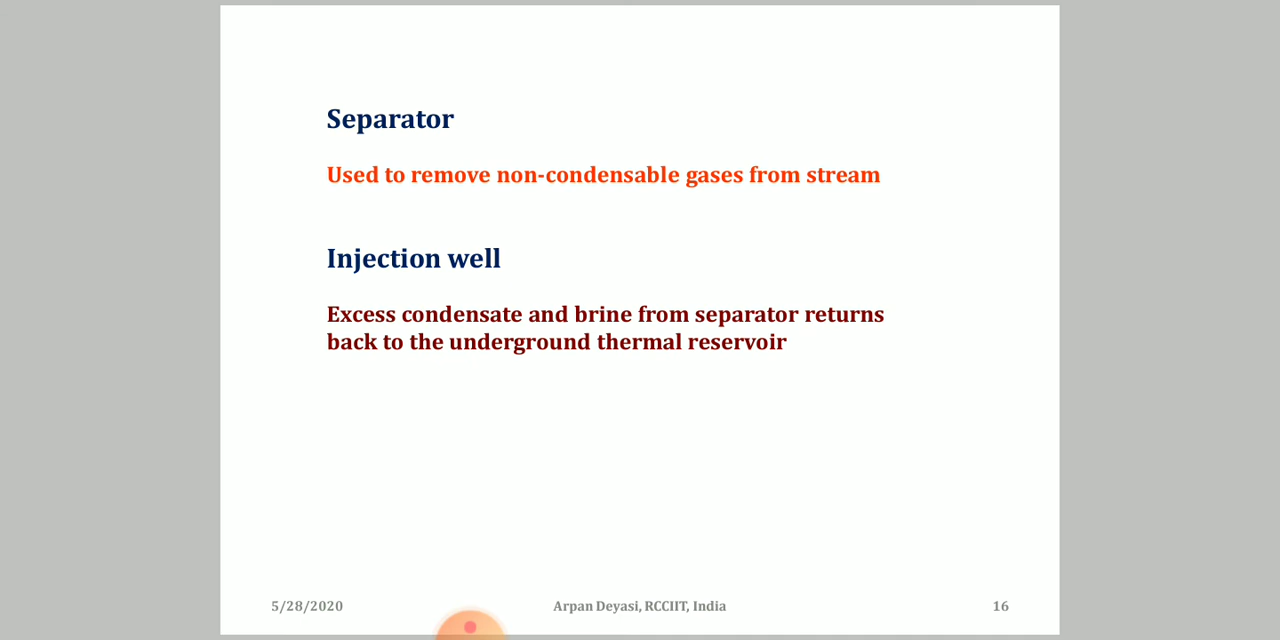 Separator
Used to remove non-condensable gases from stream
Injection well
Excess condensate and brine from separator returns
back to the underground thermal reservoir
5/28/2020
Arpan Deyasi, RCCIIT, India
16